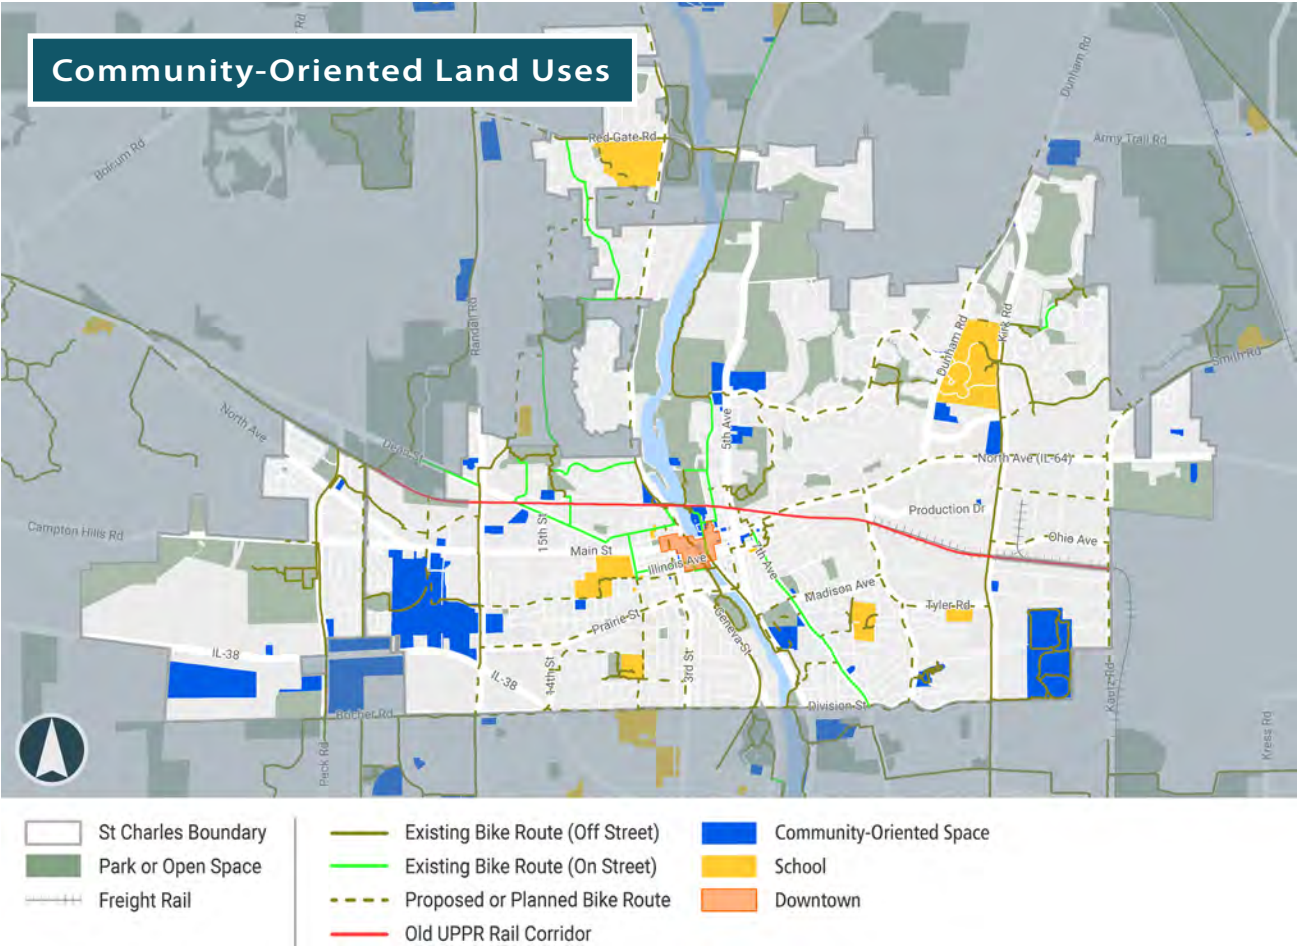 Community-Oriented Land Uses
Rd
Dunham Rd
Army Trail Rd
Red Gate Rd
Bolcum Rd
Randall Rd
Kirk Rd
Dunham Rd
Smith Rd
North Ave
Dean St
5th Ave
North Ave (IL-64)
Production Dr
Ohio Ave
Campton Hills Rd
15th St
Main St
Illinois Ave
7th Ave
Madison Ave
Tyler Rd
Prairie St
Geneva St
IL-38
IL-38
14th St
3rd St
Division St
Bricher Rd
Peck Rd
Kautz Rd
Kress Rd
St Charles Boundary
Park or Open Space
Freight Rail
Existing Bike Route (Off Street)
Existing Bike Route (On Street)
Proposed or Planned Bike Route
Old UPPR Rail Corridor
Community-Oriented Space
School
Downtown